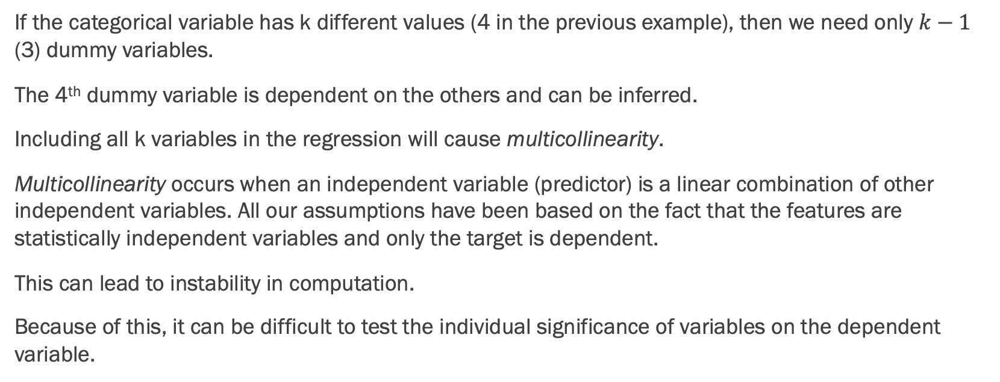 If the categorical variable has k different values (4 in the previous example), then we need only k − 1
(3) dummy variables.
The 4th dummy variable is dependent on the others and can be inferred.
Including all k variables in the regression will cause multicollinearity.
Multicollinearity occurs when an independent variable (predictor) is a linear combination of other
independent variables. All our assumptions have been based on the fact that the features are
statistically independent variables and only the target is dependent.
This can lead to instability in computation.
Because of this, it can be difficult to test the individual significance of variables on the dependent
variable.